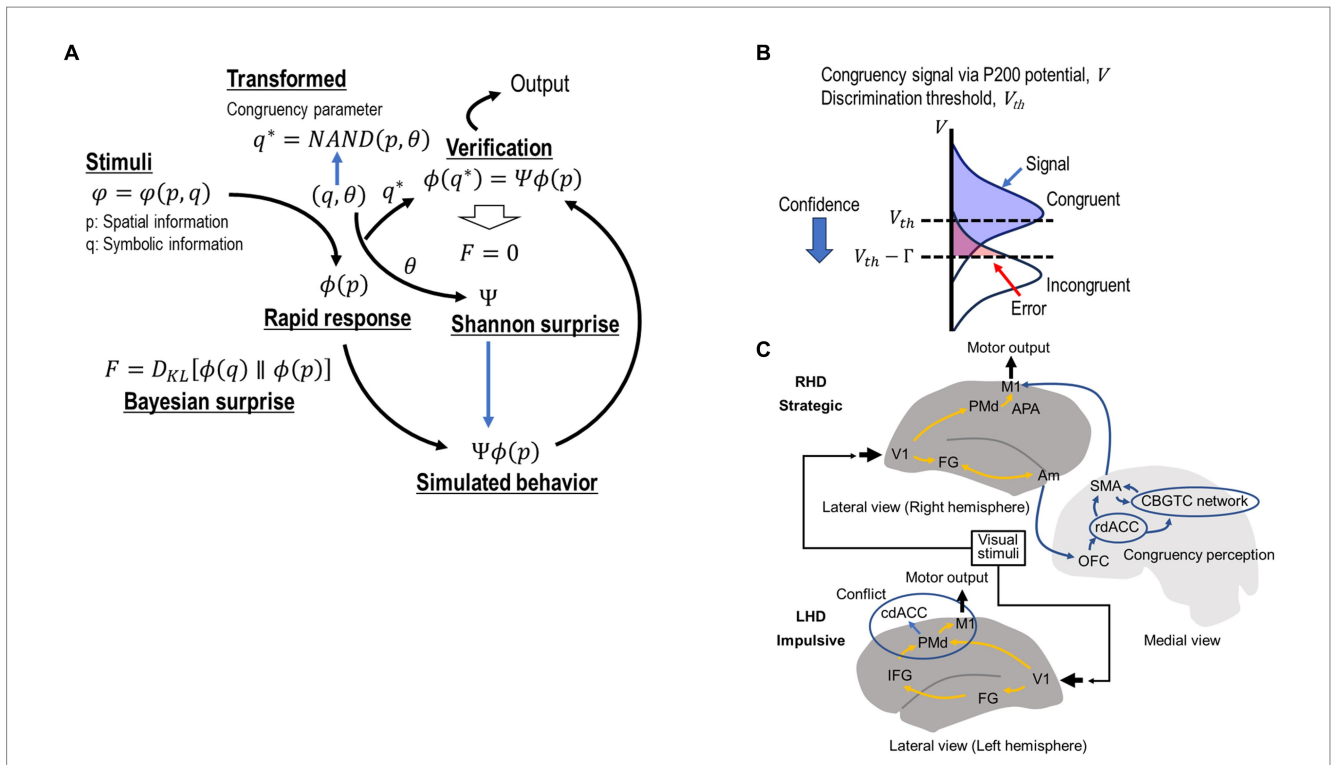 A
Transformed
Congruency parameter
q* = NAND(p, θ)
Output
Stimuli
φ = φ(p, q)
p: Spatial information
q: Symbolic information
(q, θ)
q*
Verification
ϕ(q*) = Ψϕ(p)
F = 0
θ
ϕ(p)
Rapid response
Ψ
Shannon surprise
F = D_KL[ϕ(q) ∥ ϕ(p)]
Bayesian surprise
Ψϕ(p)
Simulated behavior
B
Congruency signal via P200 potential, V
Discrimination threshold, V_th
V
Signal
Congruent
Confidence
V_th
V_th − Γ
Incongruent
Error
C
Motor output
RHD
Strategic
M1
PMd
APA
V1
FG
Am
Lateral view (Right hemisphere)
SMA
CBGTC network
rdACC
OFC
Congruency perception
Medial view
Visual
stimuli
Motor output
Conflict
LHD
Impulsive
cdACC
M1
PMd
IFG
V1
FG
Lateral view (Left hemisphere)